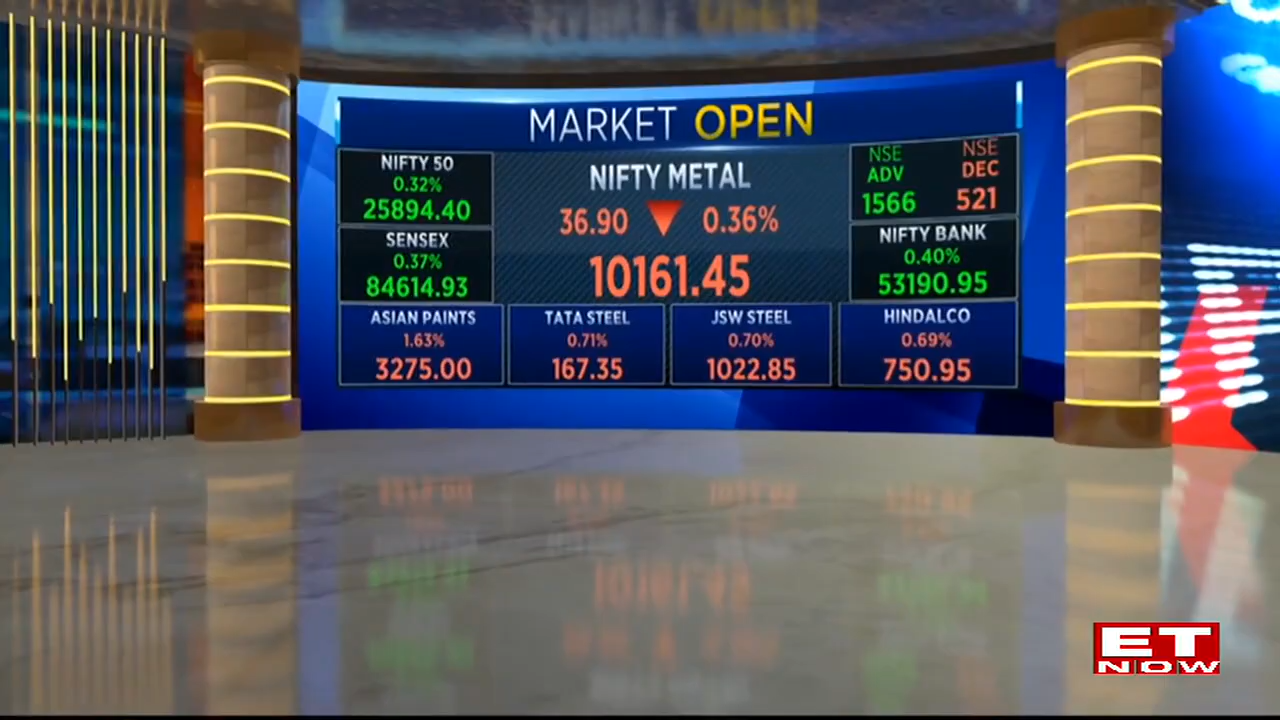 MARKET OPEN
NIFTY 50
0.32%
25894.40
SENSEX
0.37%
84614.93
NIFTY METAL
36.90 ▼ 0.36%
10161.45
NSE ADV
1566
NSE DEC
521
NIFTY BANK
0.40%
53190.95
ASIAN PAINTS
1.63%
3275.00
TATA STEEL
0.71%
167.35
JSW STEEL
0.70%
1022.85
HINDALCO
0.69%
750.95
ET
NOW